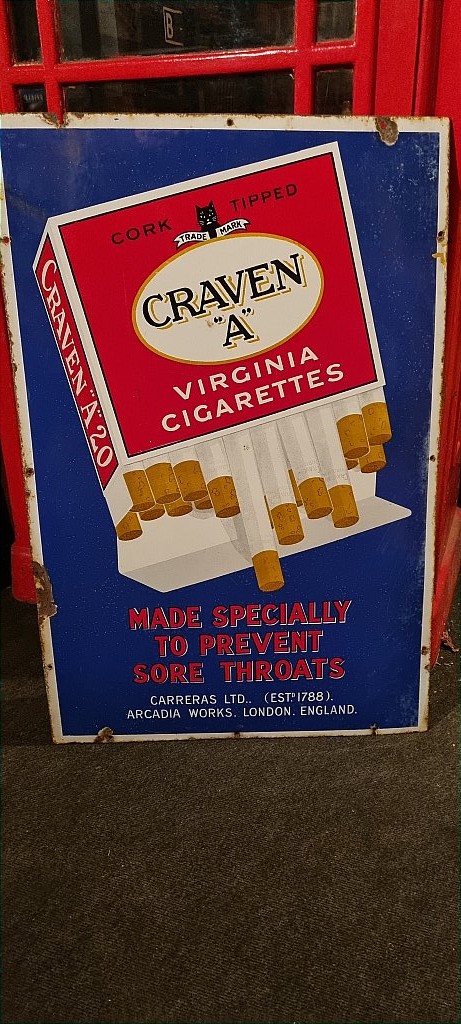 CORK TIPPED
TRADE MARK
CRAVEN
"A"
VIRGINIA
CIGARETTES
CRAVEN "A" 20
MADE SPECIALLY
TO PREVENT
SORE THROATS
CARRERAS LTD., (ESTD 1788).
ARCADIA WORKS. LONDON. ENGLAND.